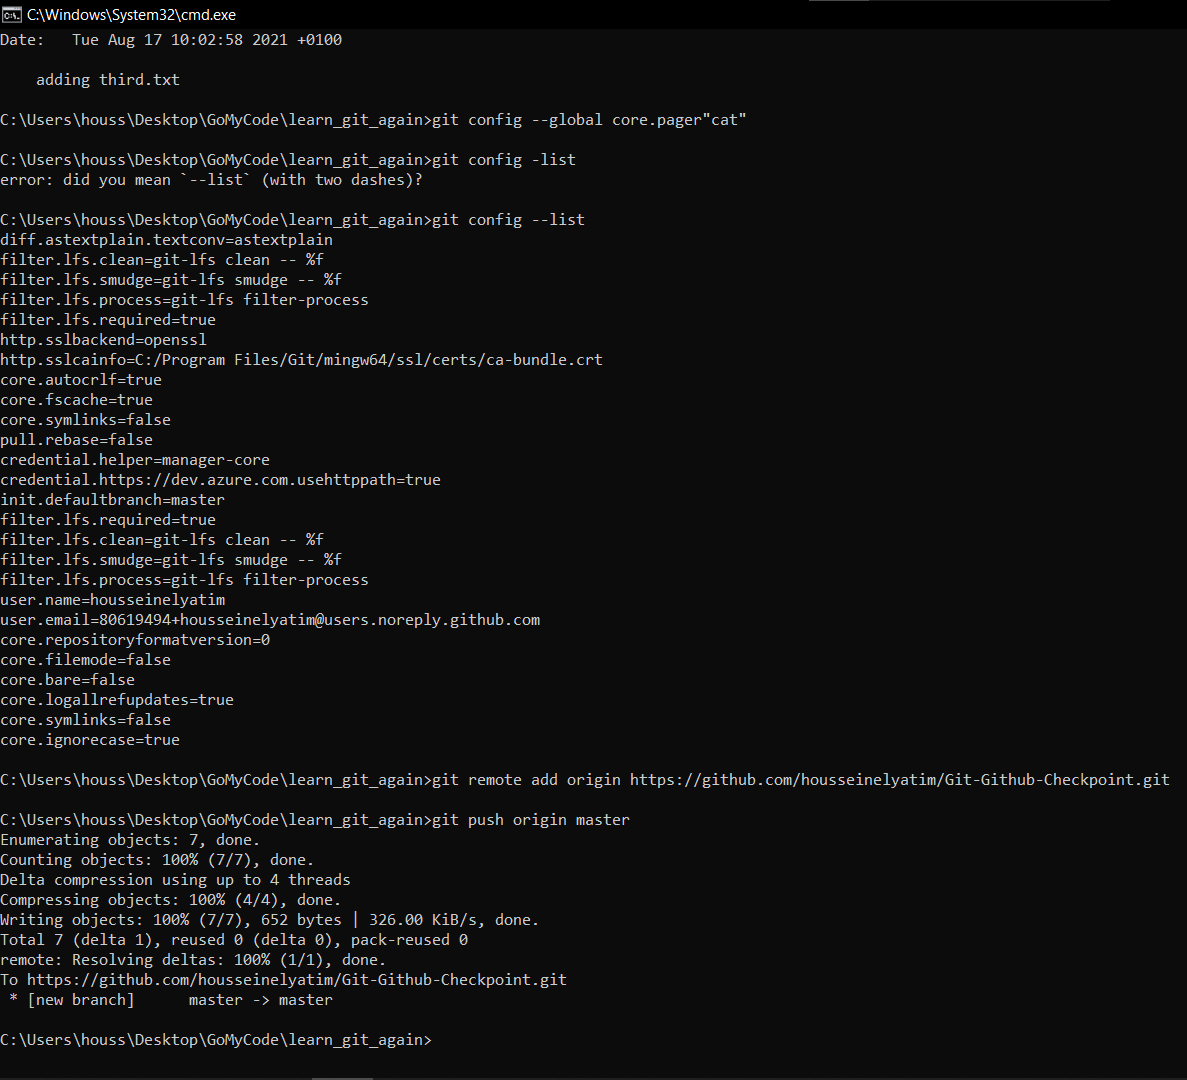 C:\Windows\System32\cmd.exe
Date:   Tue Aug 17 10:02:58 2021 +0100
    adding third.txt
C:\Users\houss\Desktop\GoMyCode\learn_git_again>git config --global core.pager"cat"
C:\Users\houss\Desktop\GoMyCode\learn_git_again>git config -list
error: did you mean `--list` (with two dashes)?
C:\Users\houss\Desktop\GoMyCode\learn_git_again>git config --list
diff.astextplain.textconv=astextplain
filter.lfs.clean=git-lfs clean -- %f
filter.lfs.smudge=git-lfs smudge -- %f
filter.lfs.process=git-lfs filter-process
filter.lfs.required=true
http.sslbackend=openssl
http.sslcainfo=C:/Program Files/Git/mingw64/ssl/certs/ca-bundle.crt
core.autocrlf=true
core.fscache=true
core.symlinks=false
pull.rebase=false
credential.helper=manager-core
credential.https://dev.azure.com.usehttppath=true
init.defaultbranch=master
filter.lfs.required=true
filter.lfs.clean=git-lfs clean -- %f
filter.lfs.smudge=git-lfs smudge -- %f
filter.lfs.process=git-lfs filter-process
user.name=housseinelyatim
user.email=80619494+housseinelyatim@users.noreply.github.com
core.repositoryformatversion=0
core.filemode=false
core.bare=false
core.logallrefupdates=true
core.symlinks=false
core.ignorecase=true
C:\Users\houss\Desktop\GoMyCode\learn_git_again>git remote add origin https://github.com/housseinelyatim/Git-Github-Checkpoint.git
C:\Users\houss\Desktop\GoMyCode\learn_git_again>git push origin master
Enumerating objects: 7, done.
Counting objects: 100% (7/7), done.
Delta compression using up to 4 threads
Compressing objects: 100% (4/4), done.
Writing objects: 100% (7/7), 652 bytes | 326.00 KiB/s, done.
Total 7 (delta 1), reused 0 (delta 0), pack-reused 0
remote: Resolving deltas: 100% (1/1), done.
To https://github.com/housseinelyatim/Git-Github-Checkpoint.git
 * [new branch]      master -> master
C:\Users\houss\Desktop\GoMyCode\learn_git_again>